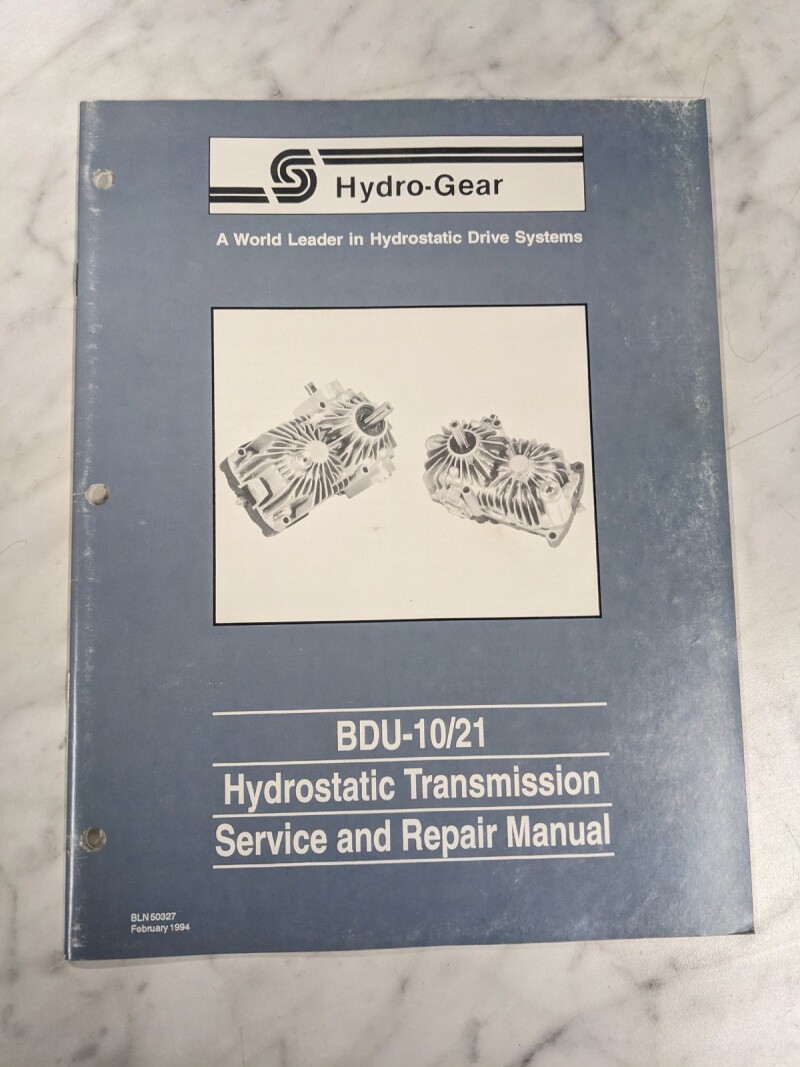 Hydro-Gear
A World Leader in Hydrostatic Drive Systems
BDU-10/21
Hydrostatic Transmission
Service and Repair Manual
BLN 50327
February 1994